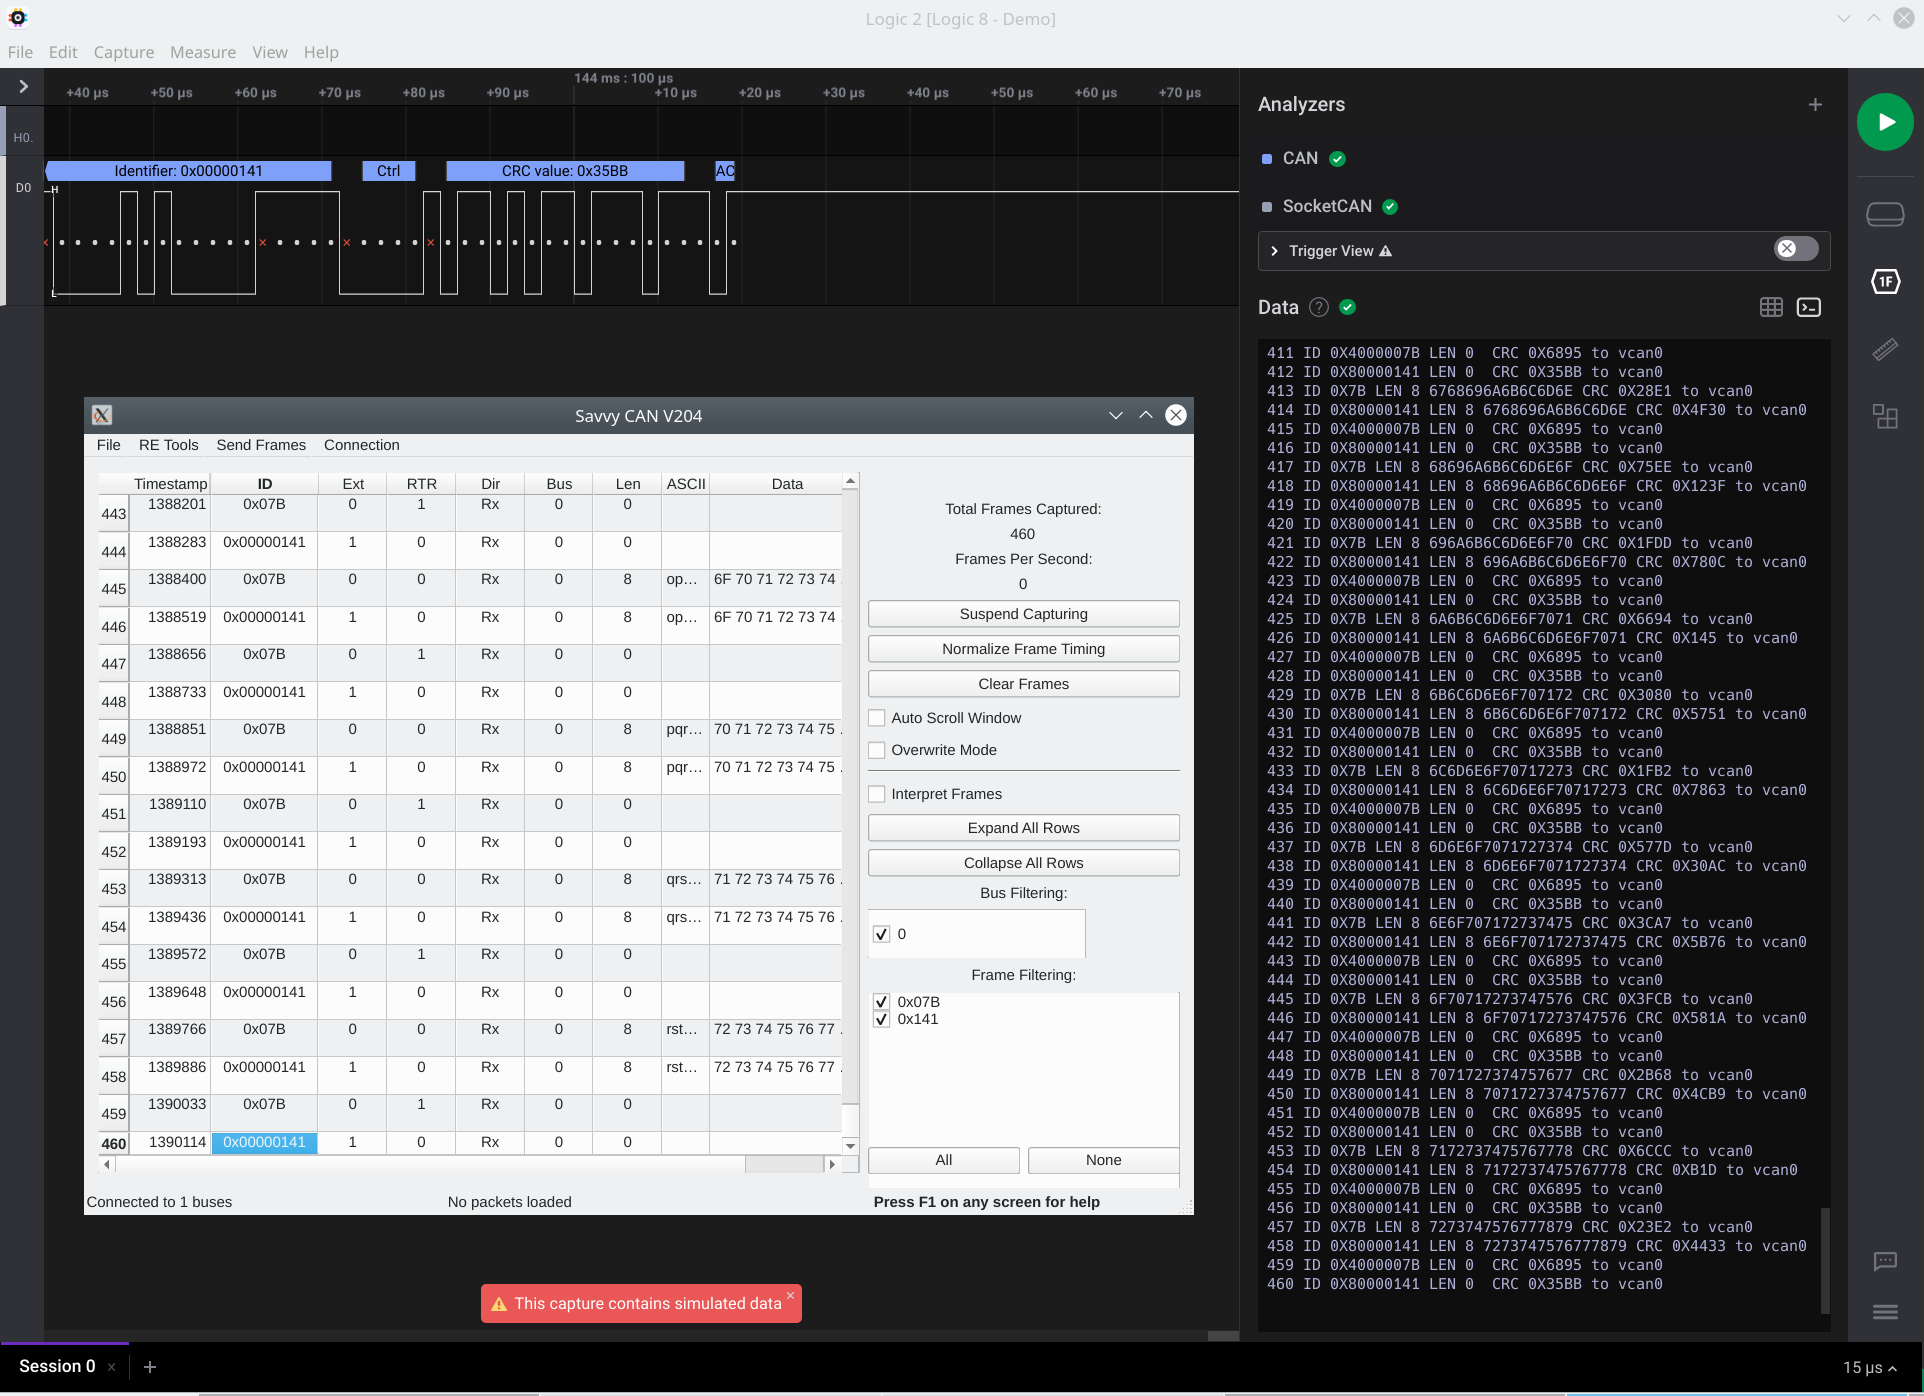 Logic 2 [Logic 8 - Demo]
File Edit Capture Measure View Help
144 ms : 100 µs
+40 µs +50 µs +60 µs +70 µs +80 µs +90 µs +10 µs +20 µs +30 µs +40 µs +50 µs +60 µs +70 µs
H0.
D0
Identifier: 0x00000141 Ctrl CRC value: 0x35BB AC
H
L
Savvy CAN V204
File RE Tools Send Frames Connection
Timestamp ID Ext RTR Dir Bus Len ASCII Data
443 1388201 0x07B 0 1 Rx 0 0
444 1388283 0x00000141 1 0 Rx 0 0
445 1388400 0x07B 0 0 Rx 0 8 op... 6F 70 71 72 73 74 .
446 1388519 0x00000141 1 0 Rx 0 8 op... 6F 70 71 72 73 74 .
447 1388656 0x07B 0 1 Rx 0 0
448 1388733 0x00000141 1 0 Rx 0 0
449 1388851 0x07B 0 0 Rx 0 8 pqr... 70 71 72 73 74 75 .
450 1388972 0x00000141 1 0 Rx 0 8 pqr... 70 71 72 73 74 75 .
451 1389110 0x07B 0 1 Rx 0 0
452 1389193 0x00000141 1 0 Rx 0 0
453 1389313 0x07B 0 0 Rx 0 8 qrs... 71 72 73 74 75 76 .
454 1389436 0x00000141 1 0 Rx 0 8 qrs... 71 72 73 74 75 76 .
455 1389572 0x07B 0 1 Rx 0 0
456 1389648 0x00000141 1 0 Rx 0 0
457 1389766 0x07B 0 0 Rx 0 8 rst... 72 73 74 75 76 77 .
458 1389886 0x00000141 1 0 Rx 0 8 rst... 72 73 74 75 76 77 .
459 1390033 0x07B 0 1 Rx 0 0
460 1390114 0x00000141 1 0 Rx 0 0
Total Frames Captured:
460
Frames Per Second:
0
Suspend Capturing
Normalize Frame Timing
Clear Frames
Auto Scroll Window
Overwrite Mode
Interpret Frames
Expand All Rows
Collapse All Rows
Bus Filtering:
0
Frame Filtering:
0x07B
0x141
All None
Connected to 1 buses No packets loaded Press F1 on any screen for help
This capture contains simulated data
Analyzers
CAN
SocketCAN
Trigger View
1F
Data
411 ID 0X4000007B LEN 0  CRC 0X6895 to vcan0
412 ID 0X80000141 LEN 0  CRC 0X35BB to vcan0
413 ID 0X7B LEN 8 6768696A6B6C6D6E CRC 0X28E1 to vcan0
414 ID 0X80000141 LEN 8 6768696A6B6C6D6E CRC 0X4F30 to vcan0
415 ID 0X4000007B LEN 0  CRC 0X6895 to vcan0
416 ID 0X80000141 LEN 0  CRC 0X35BB to vcan0
417 ID 0X7B LEN 8 68696A6B6C6D6E6F CRC 0X75EE to vcan0
418 ID 0X80000141 LEN 8 68696A6B6C6D6E6F CRC 0X123F to vcan0
419 ID 0X4000007B LEN 0  CRC 0X6895 to vcan0
420 ID 0X80000141 LEN 0  CRC 0X35BB to vcan0
421 ID 0X7B LEN 8 696A6B6C6D6E6F70 CRC 0X1FDD to vcan0
422 ID 0X80000141 LEN 8 696A6B6C6D6E6F70 CRC 0X780C to vcan0
423 ID 0X4000007B LEN 0  CRC 0X6895 to vcan0
424 ID 0X80000141 LEN 0  CRC 0X35BB to vcan0
425 ID 0X7B LEN 8 6A6B6C6D6E6F7071 CRC 0X6694 to vcan0
426 ID 0X80000141 LEN 8 6A6B6C6D6E6F7071 CRC 0X145 to vcan0
427 ID 0X4000007B LEN 0  CRC 0X6895 to vcan0
428 ID 0X80000141 LEN 0  CRC 0X35BB to vcan0
429 ID 0X7B LEN 8 6B6C6D6E6F707172 CRC 0X3080 to vcan0
430 ID 0X80000141 LEN 8 6B6C6D6E6F707172 CRC 0X5751 to vcan0
431 ID 0X4000007B LEN 0  CRC 0X6895 to vcan0
432 ID 0X80000141 LEN 0  CRC 0X35BB to vcan0
433 ID 0X7B LEN 8 6C6D6E6F70717273 CRC 0X1FB2 to vcan0
434 ID 0X80000141 LEN 8 6C6D6E6F70717273 CRC 0X7863 to vcan0
435 ID 0X4000007B LEN 0  CRC 0X6895 to vcan0
436 ID 0X80000141 LEN 0  CRC 0X35BB to vcan0
437 ID 0X7B LEN 8 6D6E6F7071727374 CRC 0X577D to vcan0
438 ID 0X80000141 LEN 8 6D6E6F7071727374 CRC 0X30AC to vcan0
439 ID 0X4000007B LEN 0  CRC 0X6895 to vcan0
440 ID 0X80000141 LEN 0  CRC 0X35BB to vcan0
441 ID 0X7B LEN 8 6E6F707172737475 CRC 0X3CA7 to vcan0
442 ID 0X80000141 LEN 8 6E6F707172737475 CRC 0X5B76 to vcan0
443 ID 0X4000007B LEN 0  CRC 0X6895 to vcan0
444 ID 0X80000141 LEN 0  CRC 0X35BB to vcan0
445 ID 0X7B LEN 8 6F70717273747576 CRC 0X3FCB to vcan0
446 ID 0X80000141 LEN 8 6F70717273747576 CRC 0X581A to vcan0
447 ID 0X4000007B LEN 0  CRC 0X6895 to vcan0
448 ID 0X80000141 LEN 0  CRC 0X35BB to vcan0
449 ID 0X7B LEN 8 7071727374757677 CRC 0X2B68 to vcan0
450 ID 0X80000141 LEN 8 7071727374757677 CRC 0X4CB9 to vcan0
451 ID 0X4000007B LEN 0  CRC 0X6895 to vcan0
452 ID 0X80000141 LEN 0  CRC 0X35BB to vcan0
453 ID 0X7B LEN 8 7172737475767778 CRC 0X6CCC to vcan0
454 ID 0X80000141 LEN 8 7172737475767778 CRC 0XB1D to vcan0
455 ID 0X4000007B LEN 0  CRC 0X6895 to vcan0
456 ID 0X80000141 LEN 0  CRC 0X35BB to vcan0
457 ID 0X7B LEN 8 7273747576777879 CRC 0X23E2 to vcan0
458 ID 0X80000141 LEN 8 7273747576777879 CRC 0X4433 to vcan0
459 ID 0X4000007B LEN 0  CRC 0X6895 to vcan0
460 ID 0X80000141 LEN 0  CRC 0X35BB to vcan0
Session 0
15 µs